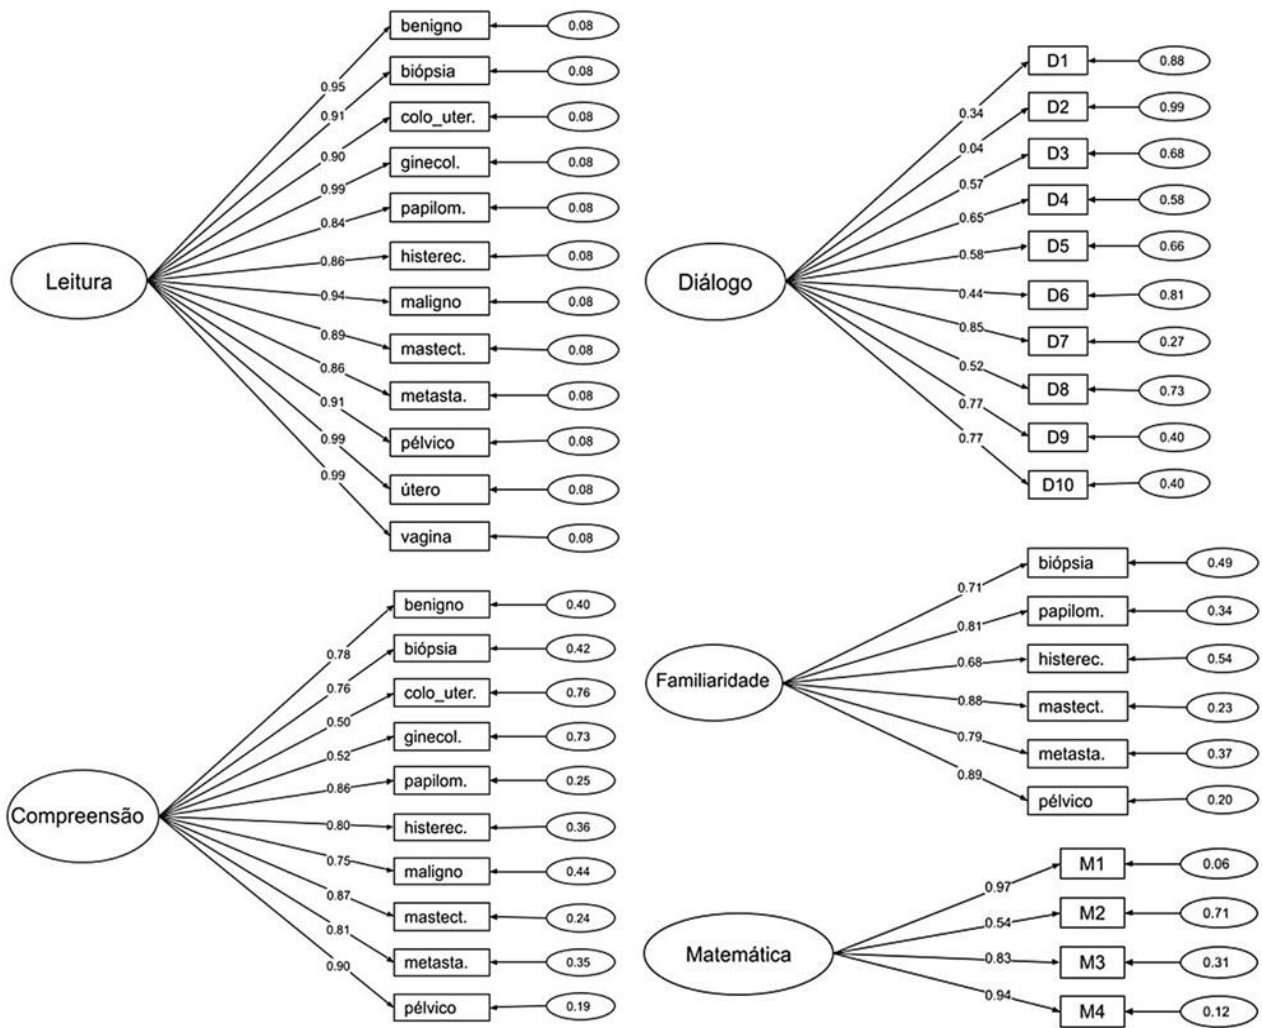 Leitura
0.95 benigno 0.08
0.91 biópsia 0.08
0.90 colo_uter. 0.08
0.99 ginecol. 0.08
0.84 papilom. 0.08
0.86 histerec. 0.08
0.94 maligno 0.08
0.89 mastect. 0.08
0.86 metasta. 0.08
0.91 pélvico 0.08
0.99 útero 0.08
0.99 vagina 0.08
Diálogo
0.34 D1 0.88
0.04 D2 0.99
0.57 D3 0.68
0.65 D4 0.58
0.58 D5 0.66
0.44 D6 0.81
0.85 D7 0.27
0.52 D8 0.73
0.77 D9 0.40
0.77 D10 0.40
Compreensão
0.78 benigno 0.40
0.76 biópsia 0.42
0.50 colo_uter. 0.76
0.52 ginecol. 0.73
0.86 papilom. 0.25
0.80 histerec. 0.36
0.75 maligno 0.44
0.87 mastect. 0.24
0.81 metasta. 0.35
0.90 pélvico 0.19
Familiaridade
0.71 biópsia 0.49
0.81 papilom. 0.34
0.68 histerec. 0.54
0.88 mastect. 0.23
0.79 metasta. 0.37
0.89 pélvico 0.20
Matemática
0.97 M1 0.06
0.54 M2 0.71
0.83 M3 0.31
0.94 M4 0.12